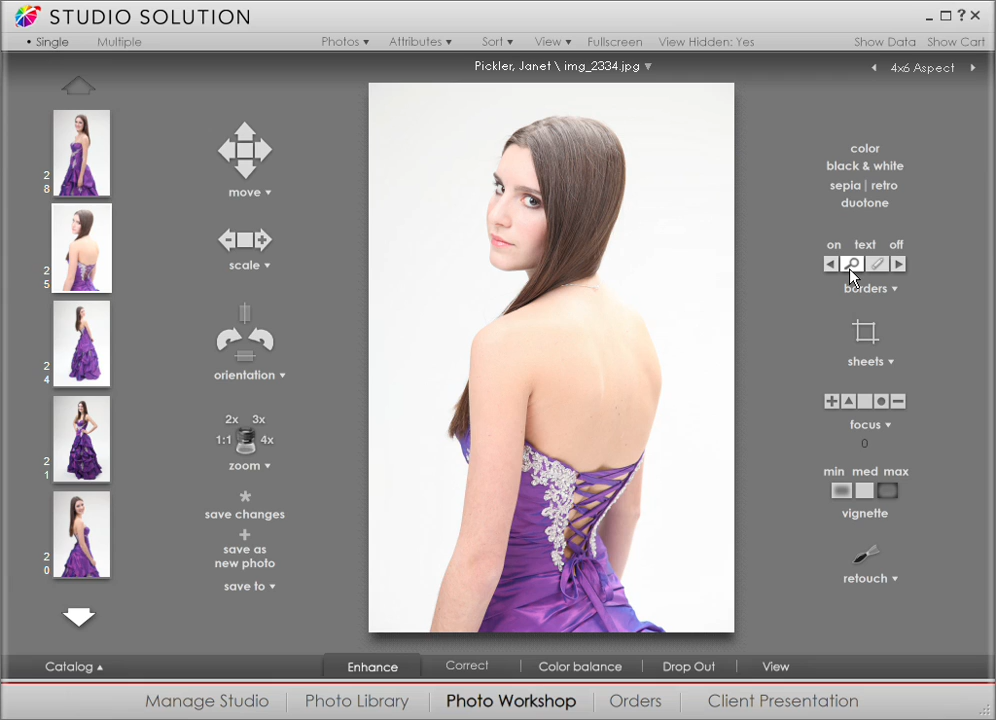 STUDIO SOLUTION
• Single Multiple Photos Attributes Sort View Fullscreen View Hidden: Yes Show Data Show Cart
Pickler, Janet \ img_2334.jpg
4x6 Aspect
28
25
24
21
20
move
scale
orientation
2x 3x
1:1 4x
zoom
save changes
save as
new photo
save to
color
black & white
sepia | retro
duotone
on text off
borders
sheets
focus
0
min med max
vignette
retouch
Catalog Enhance Correct Color balance Drop Out View
Manage Studio Photo Library Photo Workshop Orders Client Presentation